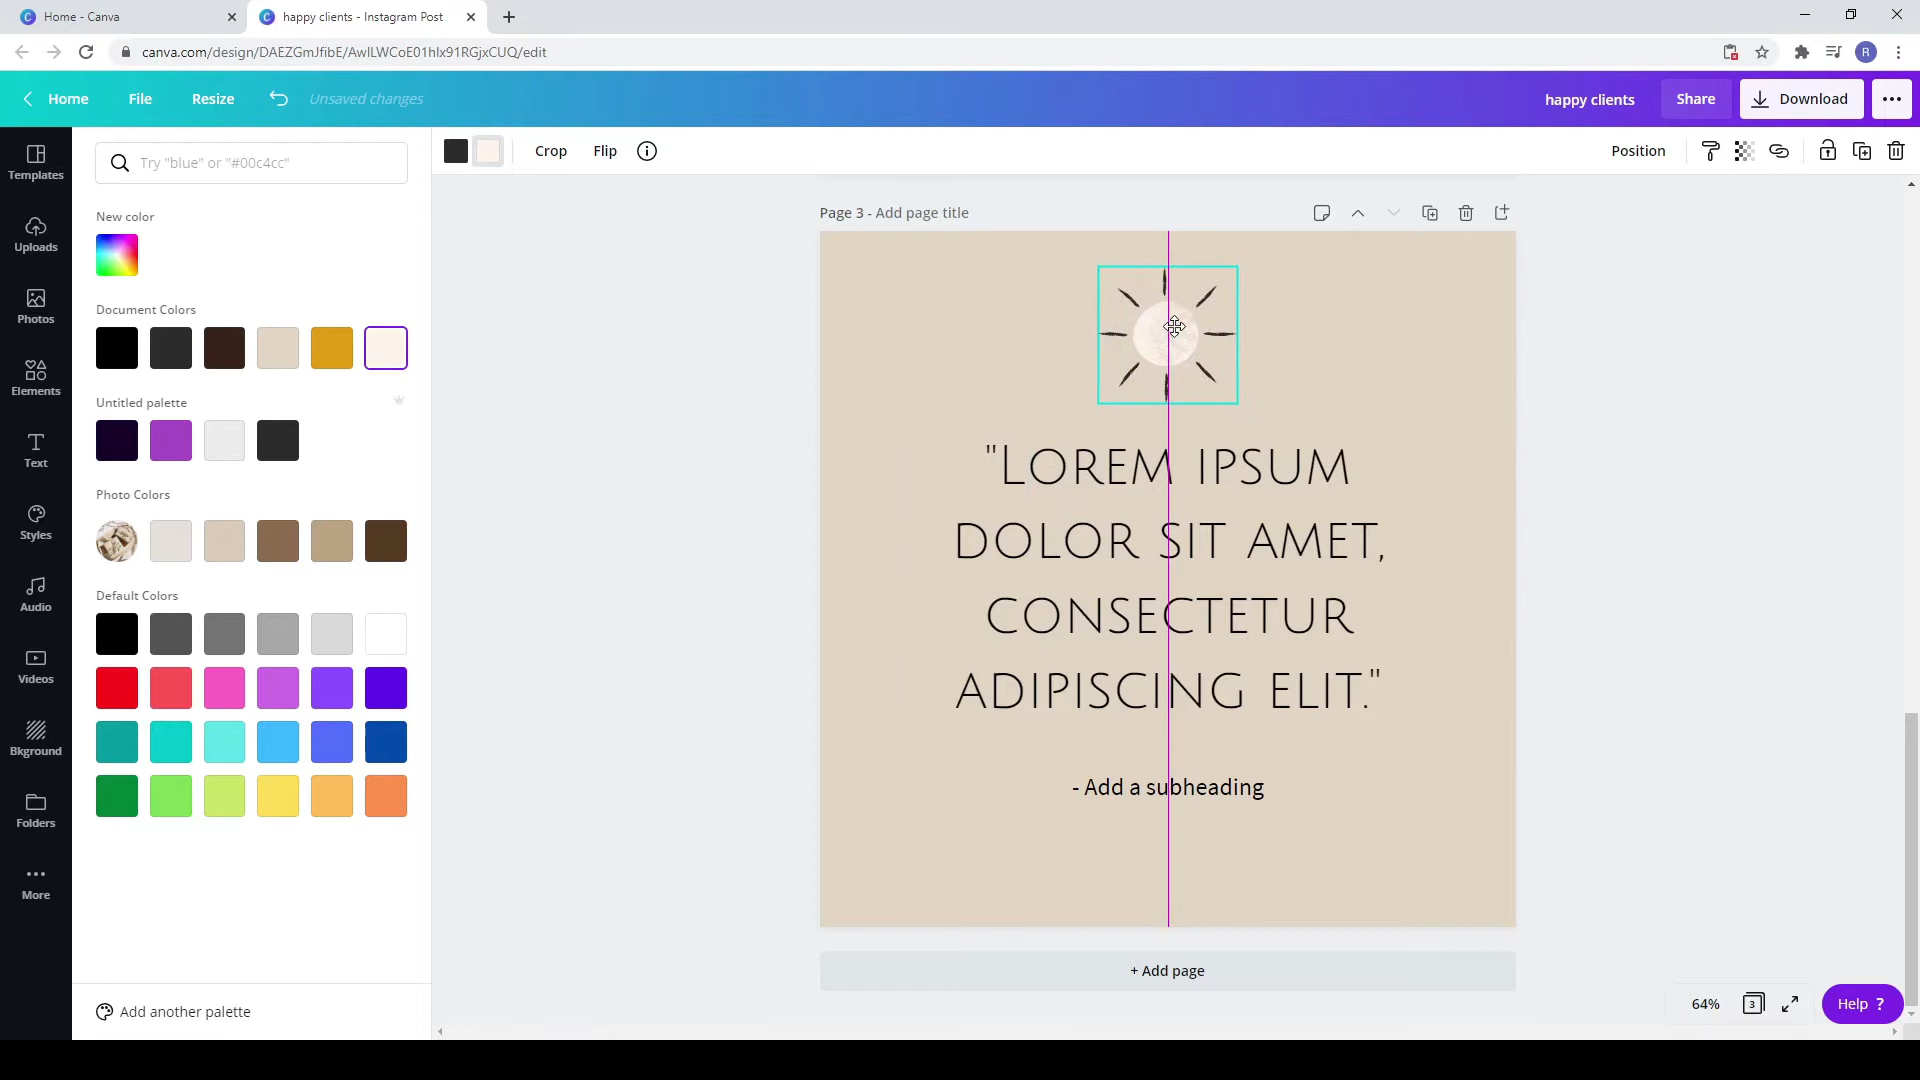 Home - Canva
happy clients - Instagram Post
canva.com/design/DAEZGmJfibE/AwILWCoE01hIx91RGjxCUQ/edit
R
Home
File
Resize
Unsaved changes
happy clients
Share
Download
Crop
Flip
Position
Templates
Uploads
Photos
Elements
Text
Styles
Audio
Videos
Bkground
Folders
More
Try "blue" or "#00c4cc"
New color
Document Colors
Untitled palette
Photo Colors
Default Colors
Add another palette
Page 3 - Add page title
"Lorem ipsum
dolor sit amet,
consectetur
adipiscing elit."
- Add a subheading
+ Add page
64%
3
Help ?